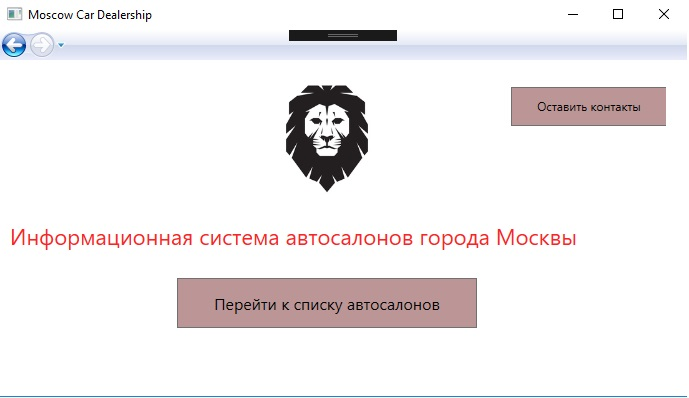 Moscow Car Dealership
Оставить контакты
Информационная система автосалонов города Москвы
Перейти к списку автосалонов